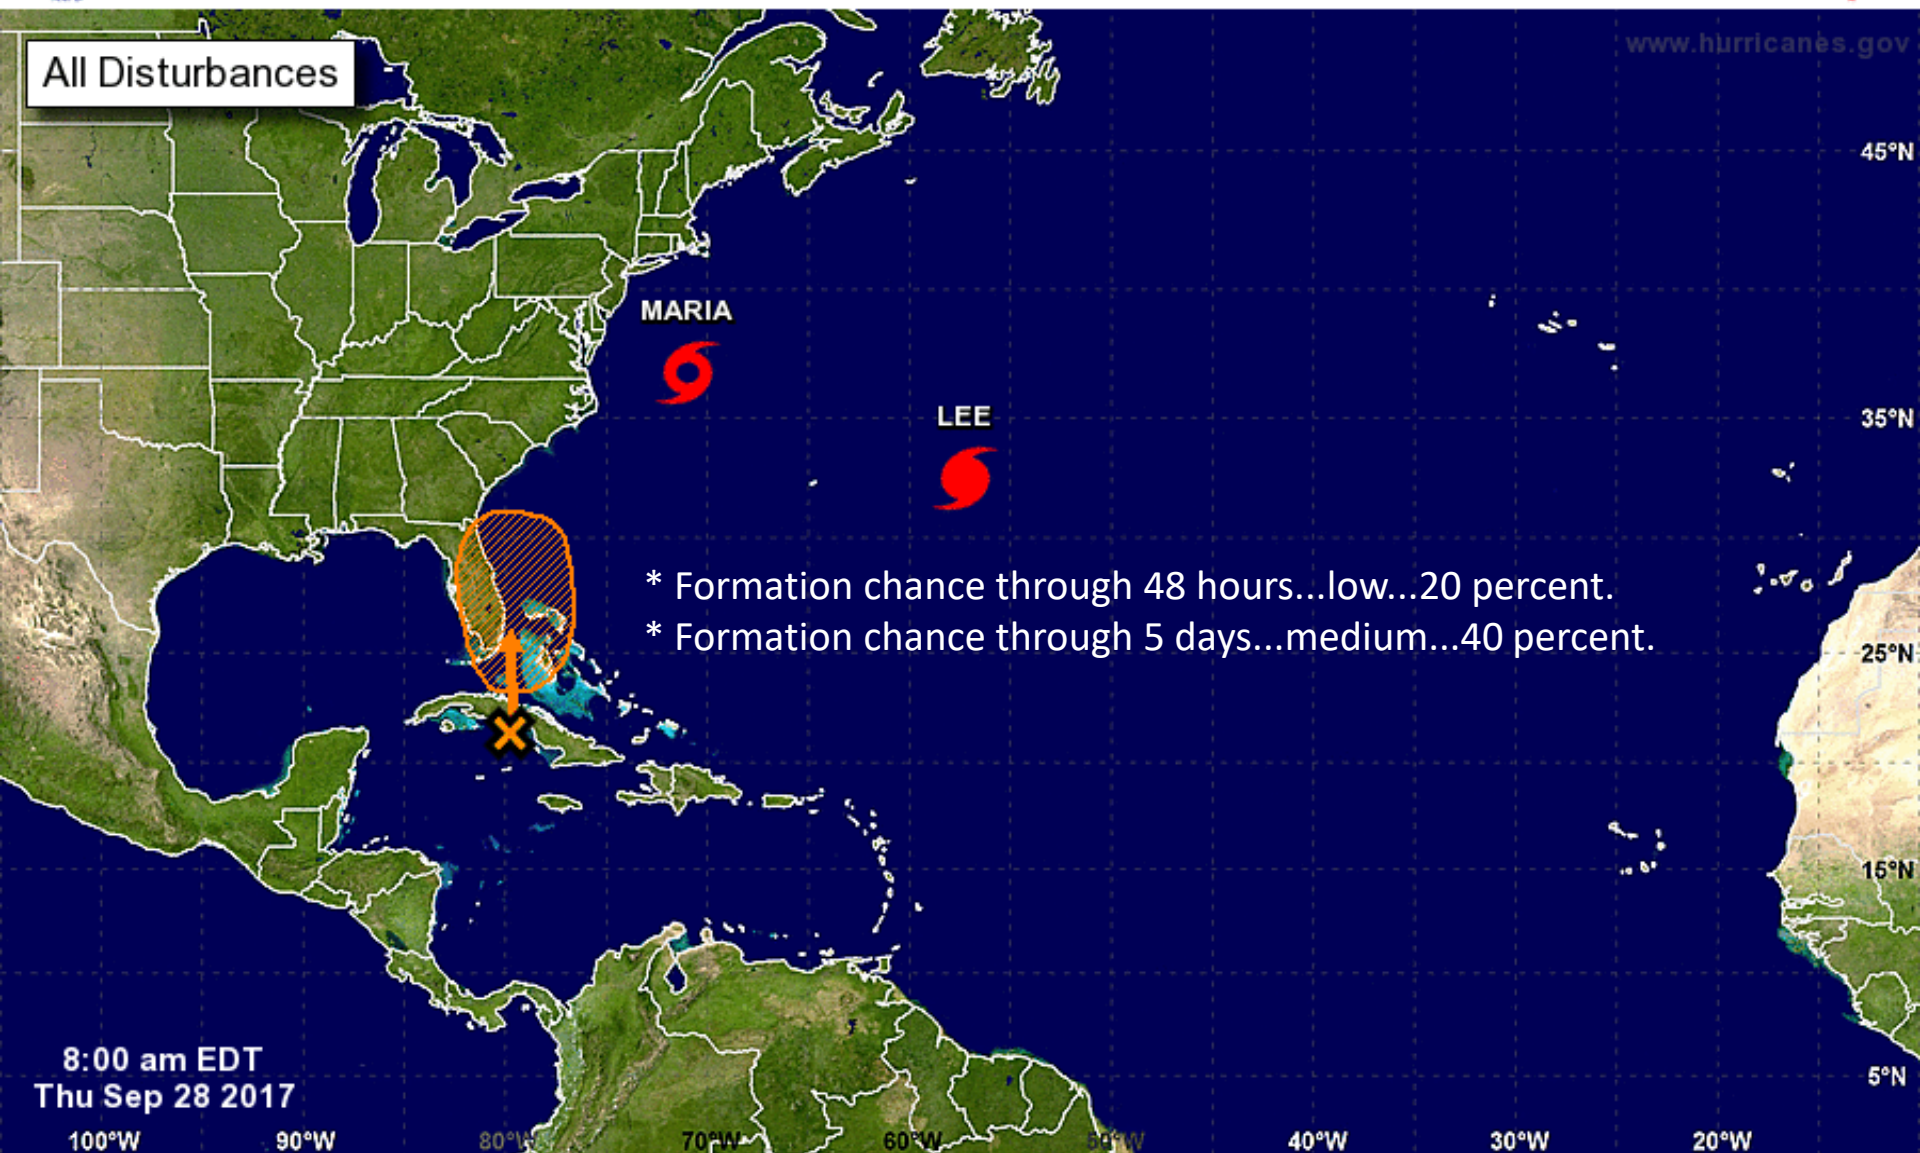 All Disturbances
www.hurricanes.gov
45°N
MARIA
LEE
35°N
* Formation chance through 48 hours...low...20 percent.
* Formation chance through 5 days...medium...40 percent.
25°N
15°N
8:00 am EDT
Thu Sep 28 2017
5°N
100°W 90°W 80°W 70°W 60°W 50°W 40°W 30°W 20°W